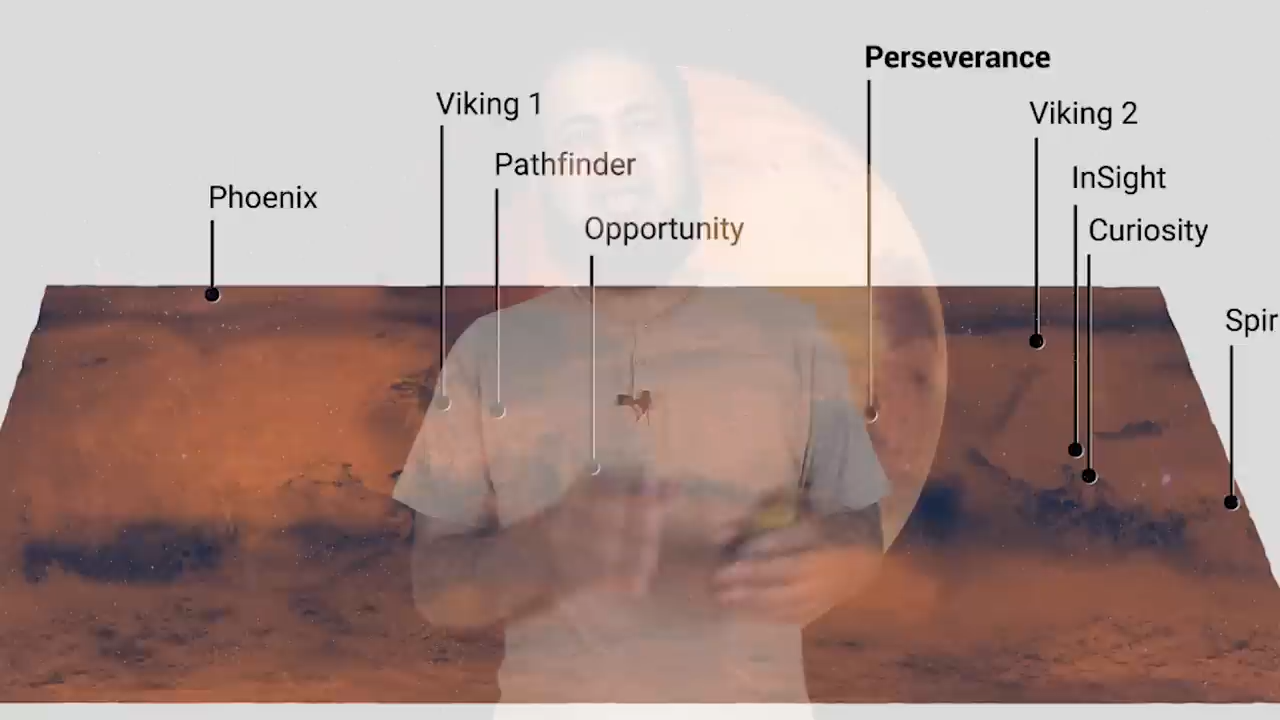 Perseverance
Viking 1
Viking 2
Pathfinder
InSight
Phoenix
Opportunity
Curiosity
Spir